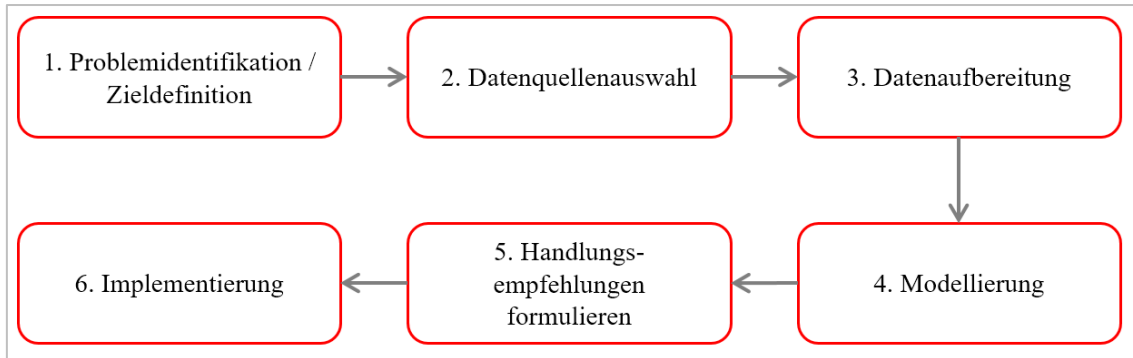 1. Problemidentifikation /
Zieldefinition
2. Datenquellenauswahl
3. Datenaufbereitung
4. Modellierung
5. Handlungs-
empfehlungen
formulieren
6. Implementierung